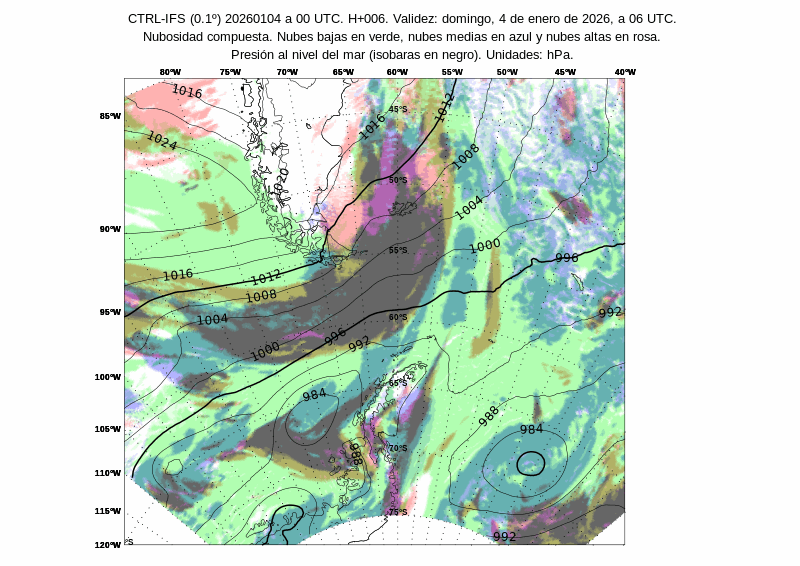 CTRL-IFS (0.1º) 20260104 a 00 UTC. H+006. Validez: domingo, 4 de enero de 2026, a 06 UTC.
Nubosidad compuesta. Nubes bajas en verde, nubes medias en azul y nubes altas en rosa.
Presión al nivel del mar (isobaras en negro). Unidades: hPa.
80ºW 75ºW 70ºW 65ºW 60ºW 55ºW 50ºW 45ºW 40ºW
1016
1012
45ºS
85ºW
1016
1024
1008
50ºS
1020
1004
90ºW
1000
55ºS
996
1016
1012
1008
95ºW
992
1004
60ºS
996
992
1000
100ºW
65ºS
984
988
105ºW
984
70ºS
988
110ºW
115ºW
75ºS
992
120ºW
ºS